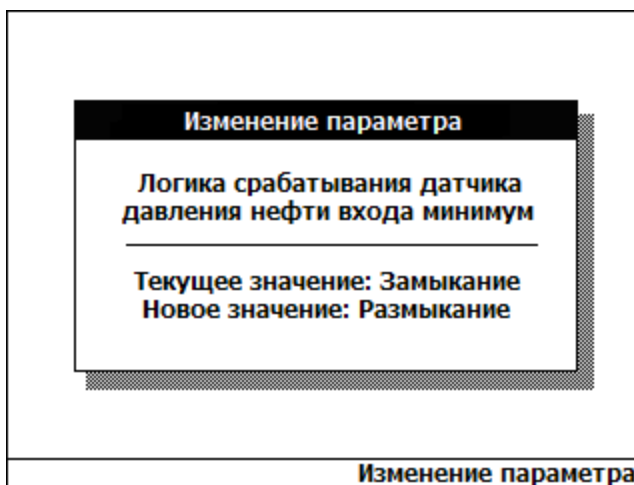 Изменение параметра
Логика срабатывания датчика
давления нефти входа минимум
Текущее значение: Замыкание
Новое значение: Размыкание
Изменение параметра